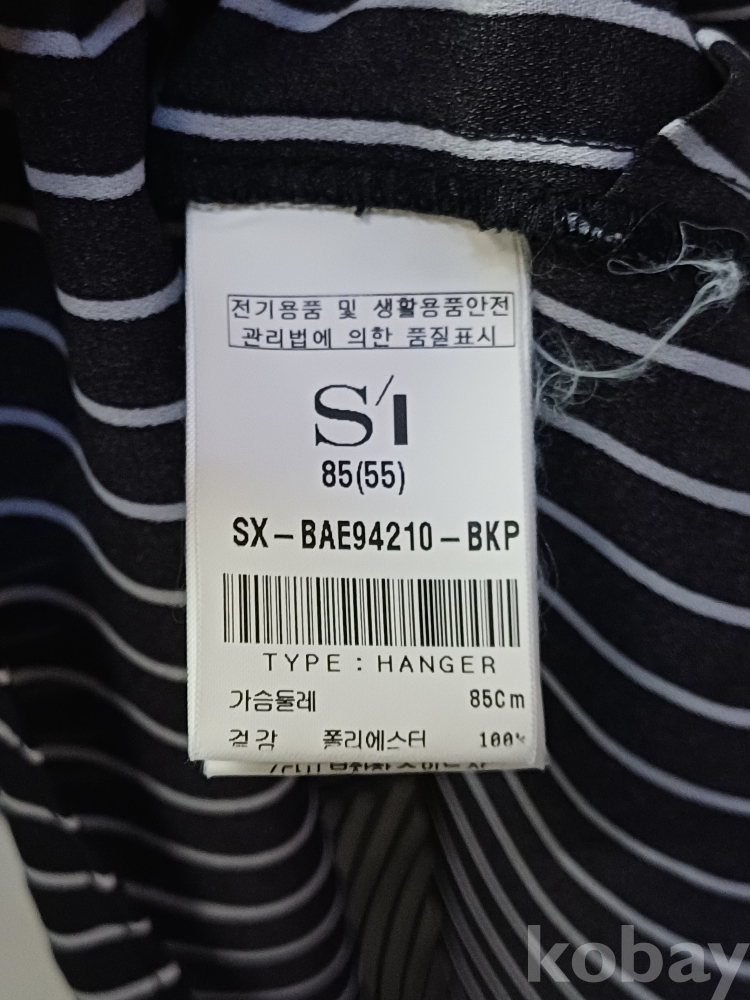 전기용품 및 생활용품안전
관리법에 의한 품질표시
S/I
85(55)
SX-BAE94210-BKP
TYPE : HANGER
가슴둘레 85Cm
겉감 폴리에스터 100%
kobay